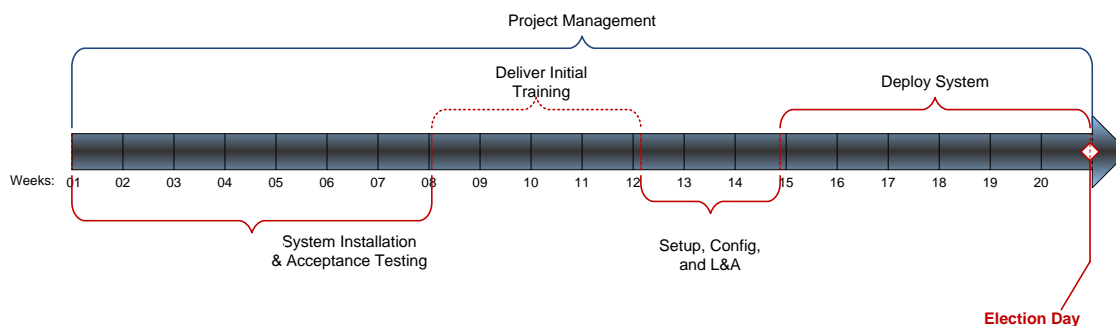 Project Management
Deliver Initial
Training
Deploy System
Weeks: 01 02 03 04 05 06 07 08 09 10 11 12 13 14 15 16 17 18 19 20
System Installation
& Acceptance Testing
Setup, Config,
and L&A
Election Day